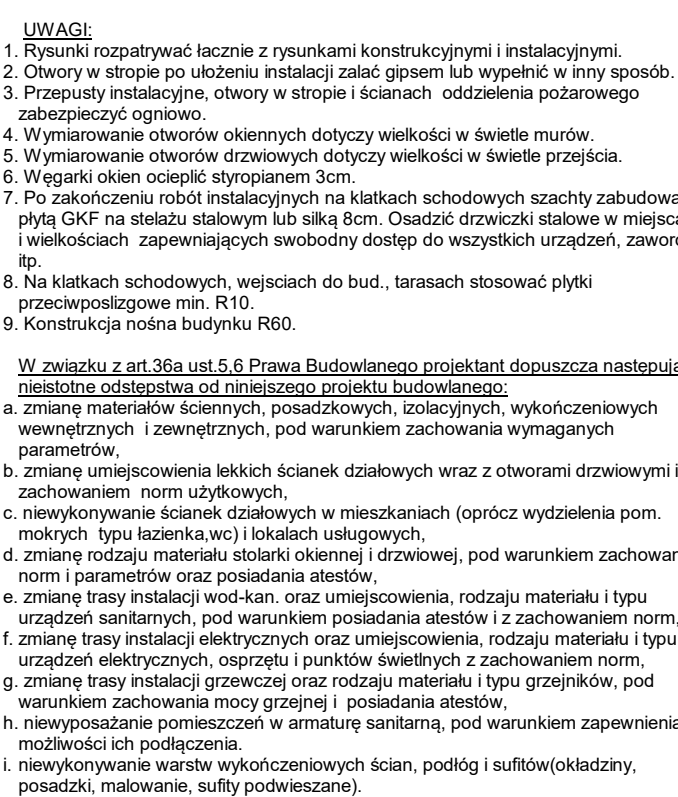 UWAGI:
1. Rysunki rozpatrywać łacznie z rysunkami konstrukcyjnymi i instalacyjnymi.
2. Otwory w stropie po ułożeniu instalacji zalać gipsem lub wypełnić w inny sposób.
3. Przepusty instalacyjne, otwory w stropie i ścianach oddzielenia pożarowego
zabezpieczyć ogniowo.
4. Wymiarowanie otworów okiennych dotyczy wielkości w świetle murów.
5. Wymiarowanie otworów drzwiowych dotyczy wielkości w świetle przejścia.
6. Węgarki okien ocieplić styropianem 3cm.
7. Po zakończeniu robót instalacyjnych na klatkach schodowych szachty zabudowa
płytą GKF na stelażu stalowym lub silką 8cm. Osadzić drzwiczki stalowe w miejsca
i wielkościach zapewniających swobodny dostęp do wszystkich urządzeń, zaworó
itp.
8. Na klatkach schodowych, wejsciach do bud., tarasach stosować plytki
przeciwposlizgowe min. R10.
9. Konstrukcja nośna budynku R60.
W związku z art.36a ust.5,6 Prawa Budowlanego projektant dopuszcza następują
nieistotne odstępstwa od niniejszego projektu budowlanego:
a. zmianę materiałów ściennych, posadzkowych, izolacyjnych, wykończeniowych
wewnętrznych i zewnętrznych, pod warunkiem zachowania wymaganych
parametrów,
b. zmianę umiejscowienia lekkich ścianek działowych wraz z otworami drzwiowymi i
zachowaniem norm użytkowych,
c. niewykonywanie ścianek działowych w mieszkaniach (oprócz wydzielenia pom.
mokrych typu łazienka,wc) i lokalach usługowych,
d. zmianę rodzaju materiału stolarki okiennej i drzwiowej, pod warunkiem zachowan
norm i parametrów oraz posiadania atestów,
e. zmianę trasy instalacji wod-kan. oraz umiejscowienia, rodzaju materiału i typu
urządzeń sanitarnych, pod warunkiem posiadania atestów i z zachowaniem norm,
f. zmianę trasy instalacji elektrycznych oraz umiejscowienia, rodzaju materiału i typu
urządzeń elektrycznych, osprzętu i punktów świetlnych z zachowaniem norm,
g. zmianę trasy instalacji grzewczej oraz rodzaju materiału i typu grzejników, pod
warunkiem zachowania mocy grzejnej i posiadania atestów,
h. niewyposażanie pomieszczeń w armaturę sanitarną, pod warunkiem zapewnienia
możliwości ich podłączenia.
i. niewykonywanie warstw wykończeniowych ścian, podłóg i sufitów(okładziny,
posadzki, malowanie, sufity podwieszane).